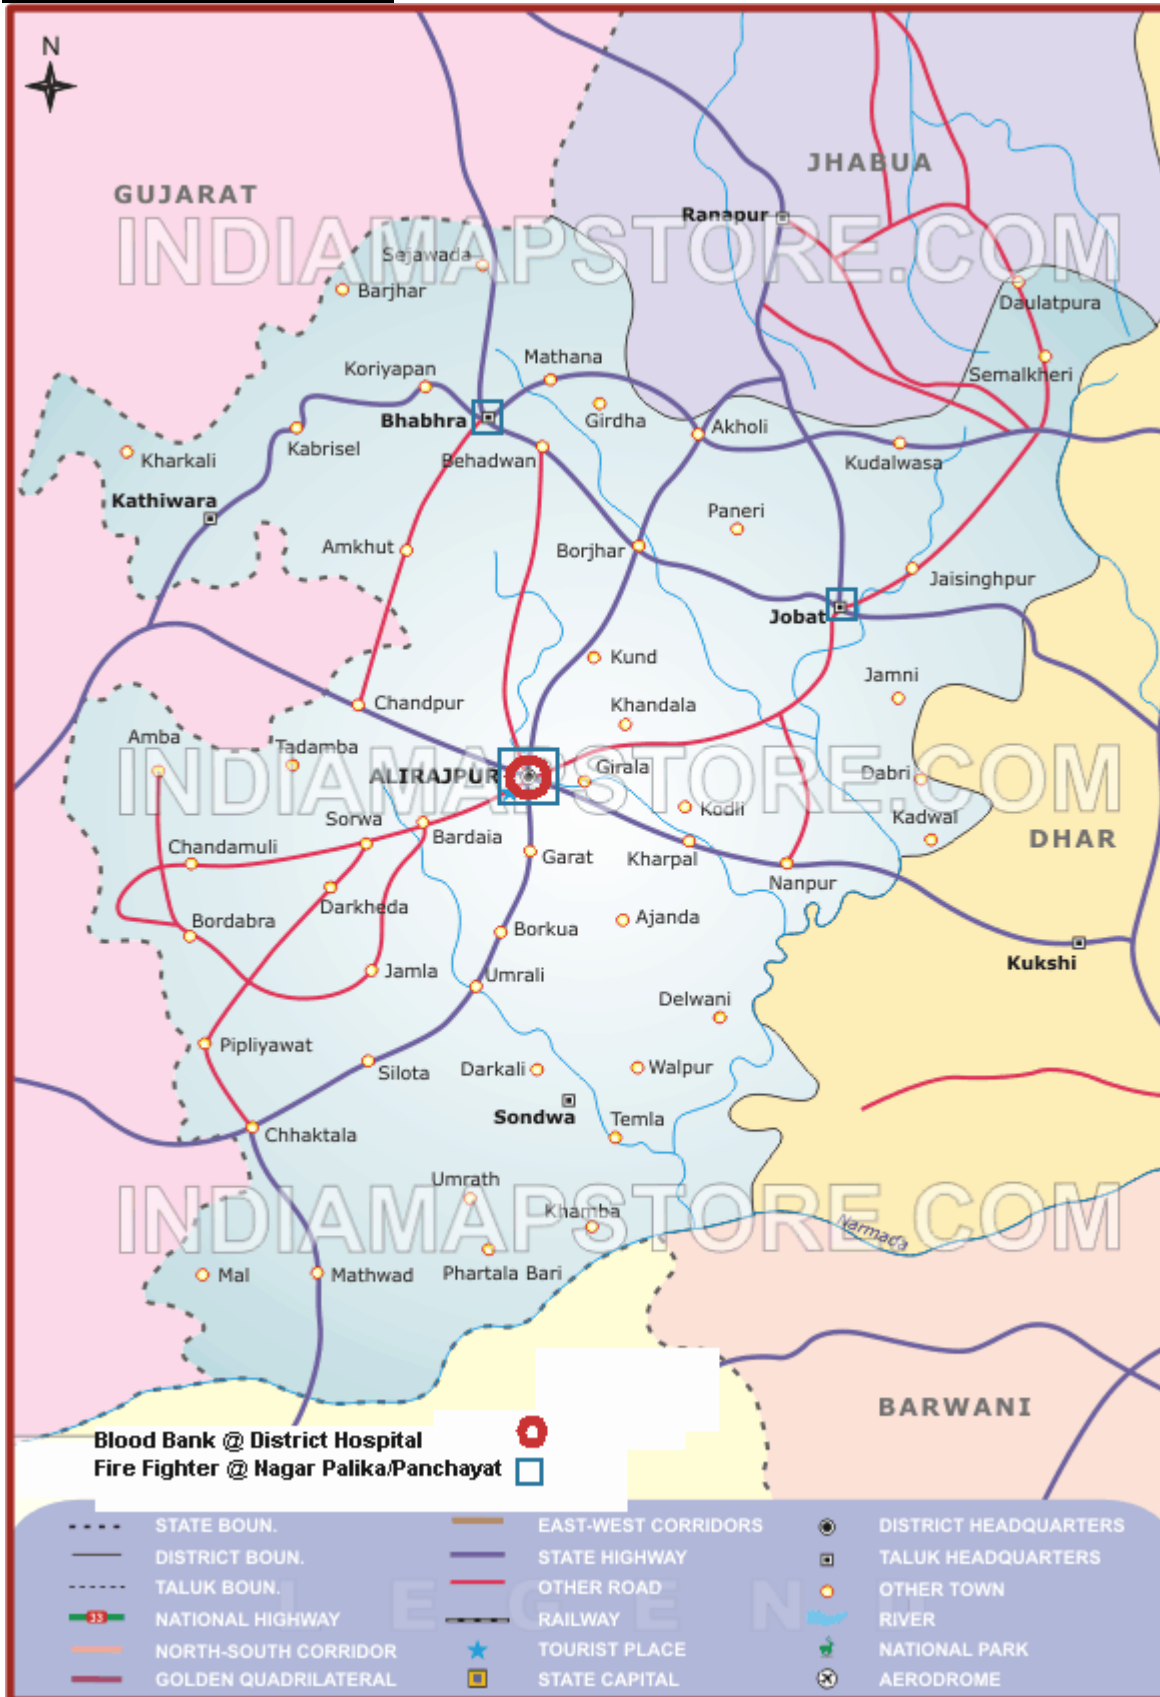 N
GUJARAT
JHABUA
Ranapur
INDIAMAPSTORE.COM
Sejawada
Barjhar
Daulatpura
Mathana
Koriyapan
Semalkheri
Girdha
Bhabhra
Akholi
Kabrisel
Behadwan
Kudalwasa
Kharkali
Kathiwara
Paneri
Amkhut
Borjhar
Jaisinghpur
Jobat
Kund
Jamni
Chandpur
Khandala
Amba
Tadamba
ALIRAJPUR
Girala
Dabri
INDIAMAPSTORE.COM
Kodli
Kadwal
Sorwa
Bardaia
DHAR
Chandamuli
Garat
Kharpal
Nanpur
Darkheda
Bordabra
Ajanda
Borkua
Kukshi
Jamla
Umrali
Delwani
Pipliyawat
Silota
Darkali
Walpur
Sondwa
Temla
Chhaktala
Umrath
Khamba
INDIAMAPSTORE.COM
Narmada
Mal
Mathwad
Phartala Bari
BARWANI
Blood Bank @ District Hospital
Fire Fighter @ Nagar Palika/Panchayat
LEGEND
STATE BOUN.
EAST-WEST CORRIDORS
DISTRICT HEADQUARTERS
DISTRICT BOUN.
STATE HIGHWAY
TALUK HEADQUARTERS
TALUK BOUN.
OTHER ROAD
OTHER TOWN
33
NATIONAL HIGHWAY
RAILWAY
RIVER
NORTH-SOUTH CORRIDOR
TOURIST PLACE
NATIONAL PARK
GOLDEN QUADRILATERAL
STATE CAPITAL
AERODROME